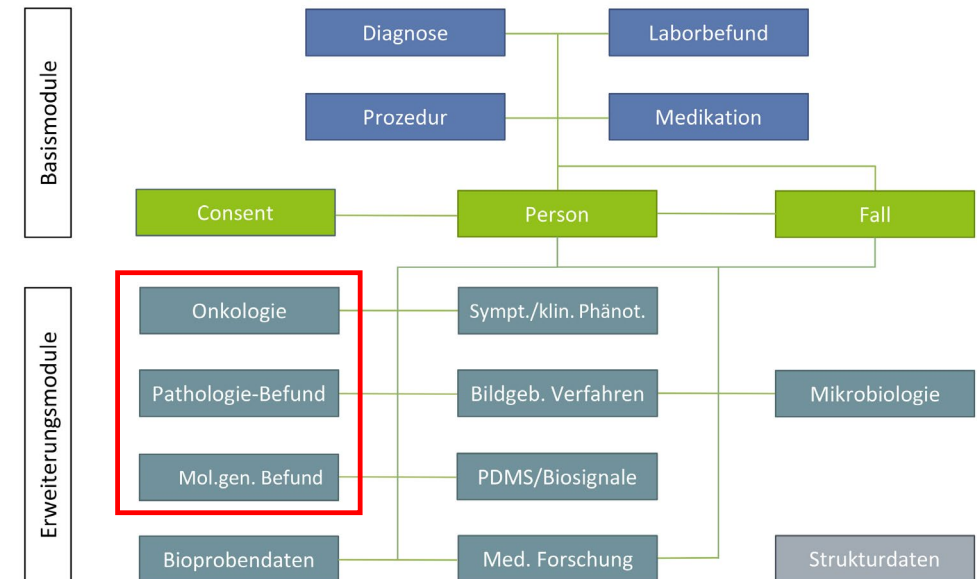 Basismodule
Diagnose
Laborbefund
Prozedur
Medikation
Consent
Person
Fall
Erweiterungsmodule
Onkologie
Sympt./klin. Phänot.
Pathologie-Befund
Bildgeb. Verfahren
Mikrobiologie
Mol.gen. Befund
PDMS/Biosignale
Bioprobendaten
Med. Forschung
Strukturdaten